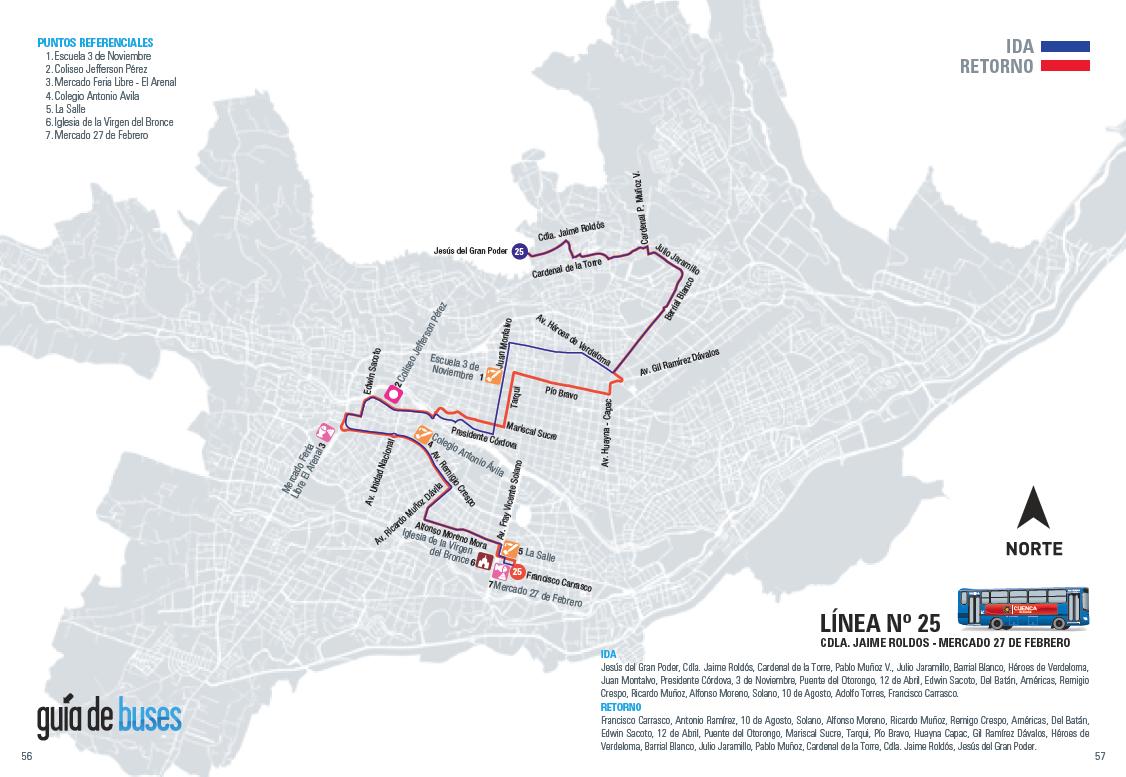 PUNTOS REFERENCIALES
1. Escuela 3 de Noviembre
2. Coliseo Jefferson Pérez
3. Mercado Feria Libre - El Arenal
4. Colegio Antonio Avila
5. La Salle
6. Iglesia de la Virgen del Bronce
7. Mercado 27 de Febrero
IDA
RETORNO
Cardenal P. Muñoz V.
Cdla. Jaime Roldós
Jesús del Gran Poder
25
Julio Jaramillo
Cardenal de la Torre
Barrial Blanco
Av. Héroes de Verdeloma
Juan Montalvo
Coliseo Jefferson Pérez
2
Edwin Sacoto
Escuela 3 de
Noviembre 1
Av. Gil Ramírez Dávalos
Tarqui
Pío Bravo
Av. Huayna - Capac
Mariscal Sucre
Presidente Córdova
Mercado Feria
Libre El Arenal 3
4 Colegio Antonio Ávila
Av. Unidad Nacional
Av. Remigio Crespo
Av. Fray Vicente Solano
Av. Ricardo Muñoz Dávila
Alfonso Moreno Mora
Iglesia de la Virgen
del Bronce 6
5 La Salle
25
Francisco Carrasco
7 Mercado 27 de Febrero
NORTE
CUENCA
LÍNEA Nº 25
CDLA. JAIME ROLDOS - MERCADO 27 DE FEBRERO
IDA
Jesús del Gran Poder, Cdla. Jaime Roldós, Cardenal de la Torre, Pablo Muñoz V., Julio Jaramillo, Barrial Blanco, Héroes de Verdeloma,
Juan Montalvo, Presidente Córdova, 3 de Noviembre, Puente del Otorongo, 12 de Abril, Edwin Sacoto, Del Batán, Américas, Remigio
Crespo, Ricardo Muñoz, Alfonso Moreno, Solano, 10 de Agosto, Adolfo Torres, Francisco Carrasco.
RETORNO
Francisco Carrasco, Antonio Ramírez, 10 de Agosto, Solano, Alfonso Moreno, Ricardo Muñoz, Remigo Crespo, Américas, Del Batán,
Edwin Sacoto, 12 de Abril, Puente del Otorongo, Mariscal Sucre, Tarqui, Pío Bravo, Huayna Capac, Gil Ramírez Dávalos, Héroes de
Verdeloma, Barrial Blanco, Julio Jaramillo, Pablo Muñoz, Cardenal de la Torre, Cdla. Jaime Roldós, Jesús del Gran Poder.
guía de buses
56
57